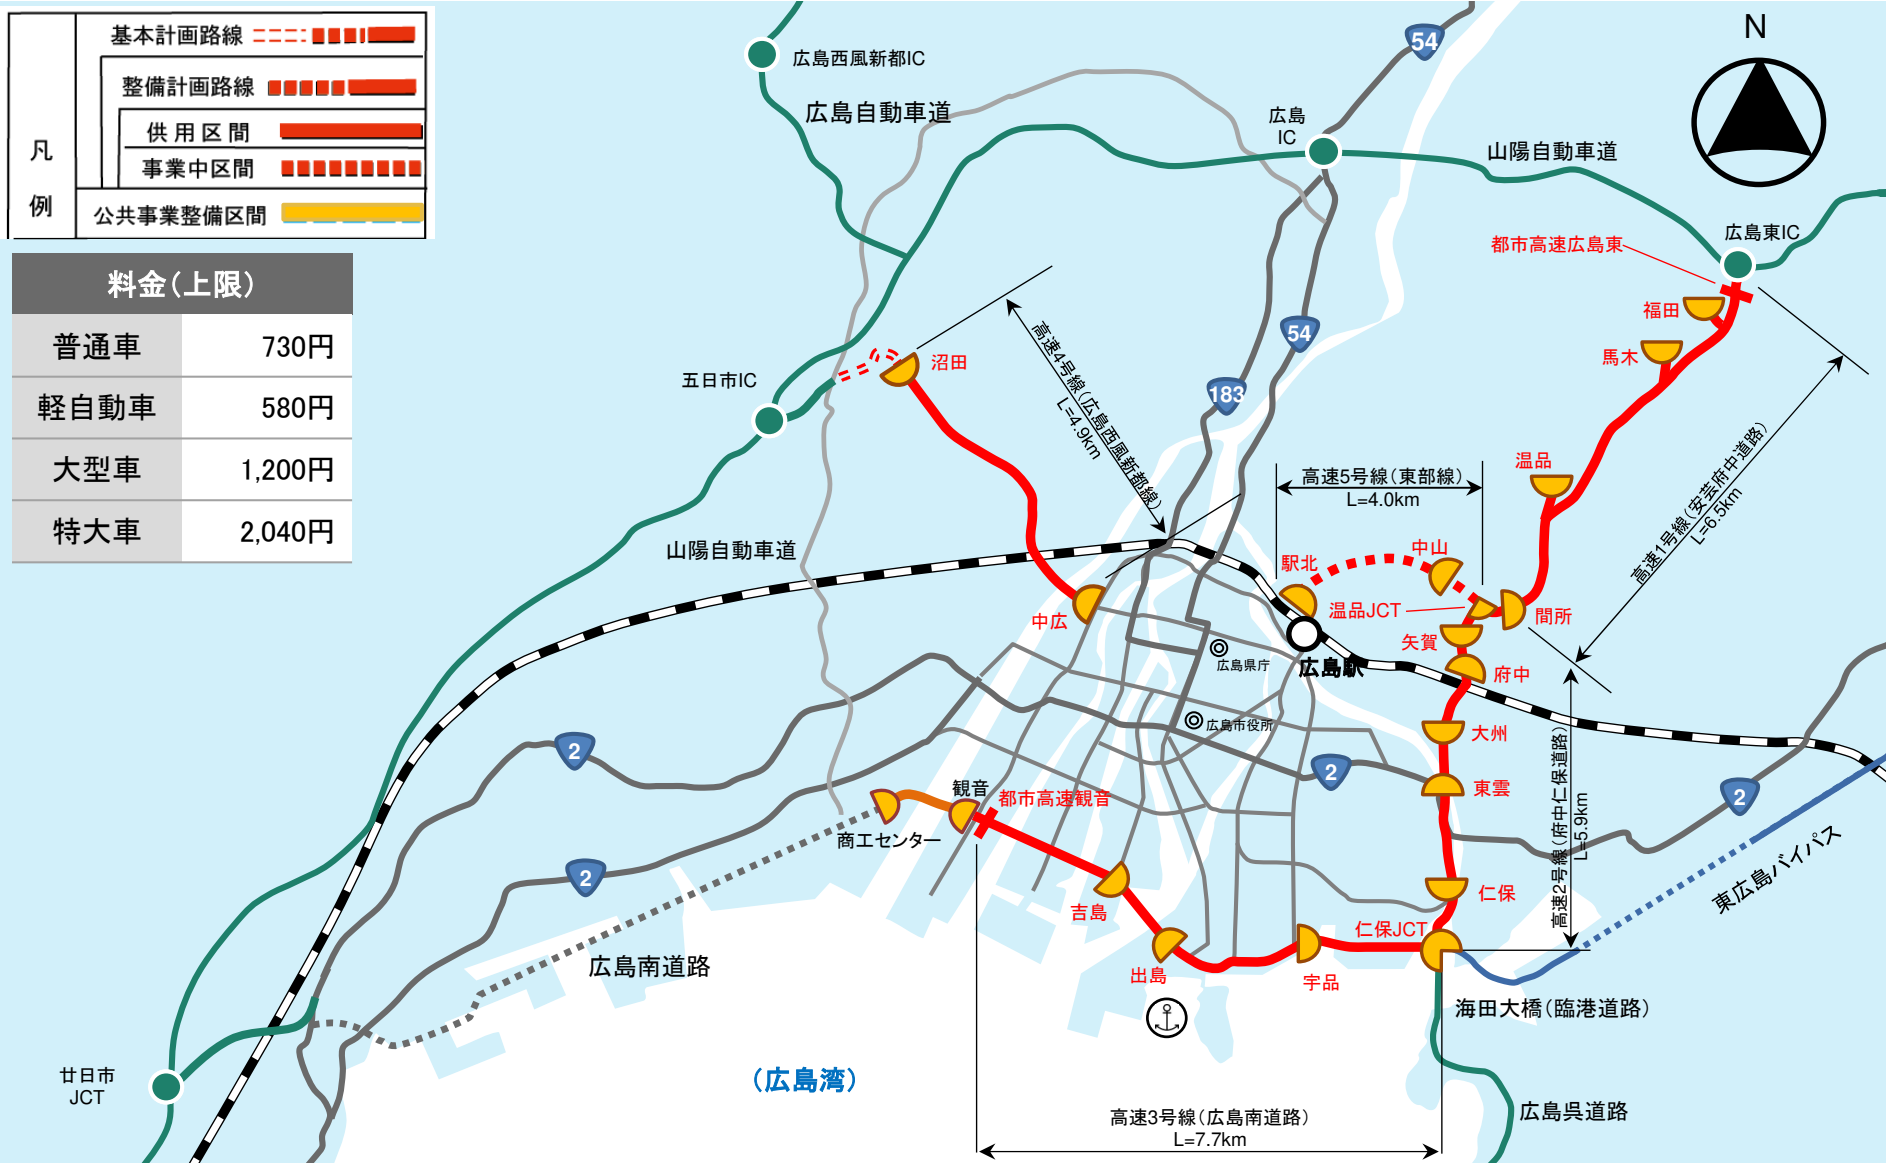 凡
例
基本計画路線
整備計画路線
供用区間
事業中区間
公共事業整備区間
料金(上限)
普通車 730円
軽自動車 580円
大型車 1,200円
特大車 2,040円
広島西風新都IC
広島自動車道
54
広島
IC
山陽自動車道
N
広島東IC
都市高速広島東
福田
馬木
温品
高速1号線(安芸府中道路)
L=6.5km
54
183
五日市IC
沼田
高速4号線(広島西風新都線)
L=4.9km
高速5号線(東部線)
L=4.0km
山陽自動車道
駅北
中山
温品JCT
間所
中広
矢賀
広島県庁
広島駅
府中
広島市役所
大州
2
2
東雲
2
高速2号線(府中仁保道路)
L=5.9km
観音
都市高速観音
商工センター
東広島バイパス
2
仁保
吉島
仁保JCT
広島南道路
出島
宇品
海田大橋(臨港道路)
廿日市
JCT
(広島湾)
高速3号線(広島南道路)
L=7.7km
広島呉道路